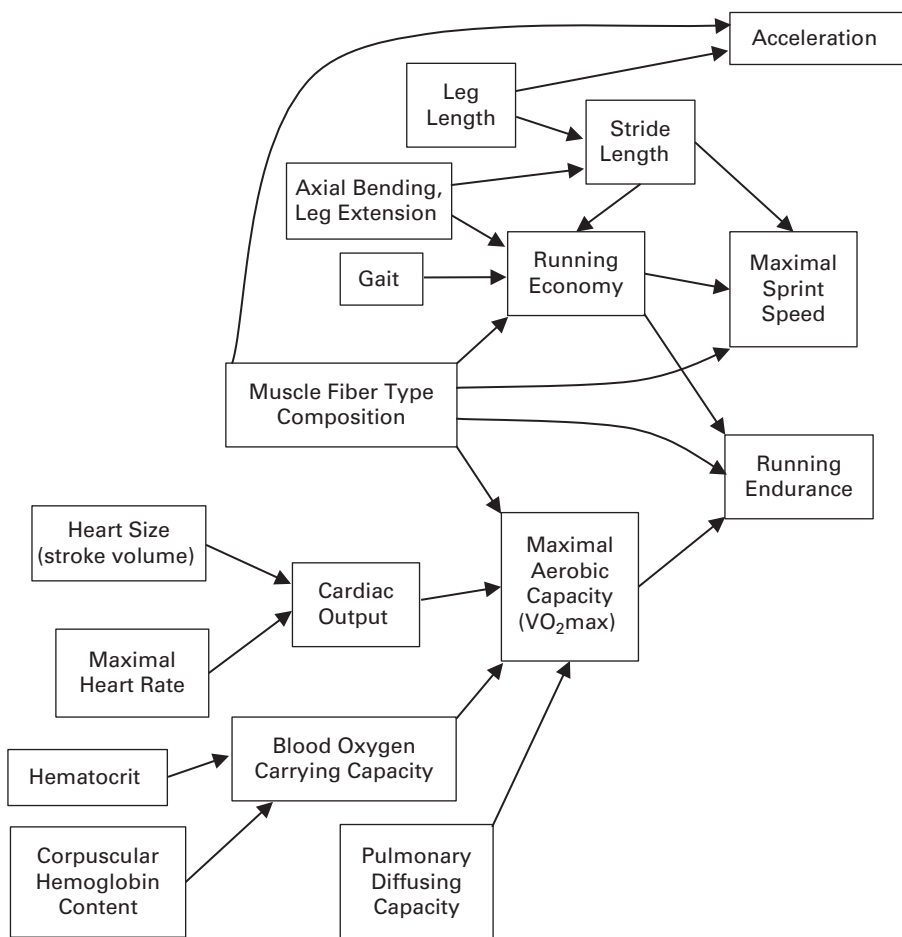 Acceleration
Leg
Length
Stride
Length
Axial Bending,
Leg Extension
Gait
Running
Economy
Maximal
Sprint
Speed
Muscle Fiber Type
Composition
Running
Endurance
Heart Size
(stroke volume)
Cardiac
Output
Maximal
Aerobic
Capacity
(VO₂max)
Maximal
Heart Rate
Blood Oxygen
Carrying Capacity
Hematocrit
Corpuscular
Hemoglobin
Content
Pulmonary
Diffusing
Capacity